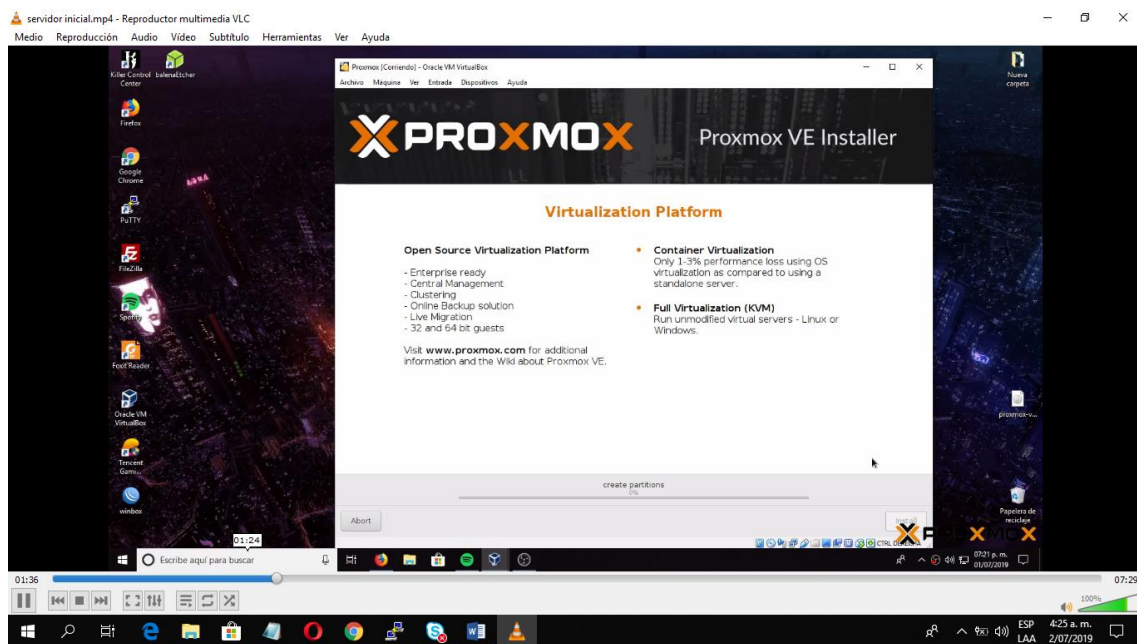 servidor inicial.mp4 - Reproductor multimedia VLC
Medio Reproducción Audio Vídeo Subtítulo Herramientas Ver Ayuda
Killer Control Center
balenaEtcher
Firefox
Google Chrome
PuTTY
FileZilla
Spotify
Foxit Reader
Oracle VM VirtualBox
Tencent Gami...
winbox
Nueva carpeta
proxmox-v...
Papelera de reciclaje
Proxmox [Corriendo] - Oracle VM VirtualBox
Archivo Máquina Ver Entrada Dispositivos Ayuda
PROXMOX
Proxmox VE Installer
Virtualization Platform
Open Source Virtualization Platform
- Enterprise ready
- Central Management
- Clustering
- Online Backup solution
- Live Migration
- 32 and 64 bit guests
Visit www.proxmox.com for additional
information and the Wiki about Proxmox VE.
• Container Virtualization
Only 1-3% performance loss using OS
virtualization as compared to using a
standalone server.
• Full Virtualization (KVM)
Run unmodified virtual servers - Linux or
Windows.
create partitions
0%
Abort
Install
01:24
Escribe aquí para buscar
07:21 p. m.
01/07/2019
01:36
07:29
100%
ESP
LAA
4:25 a. m.
2/07/2019